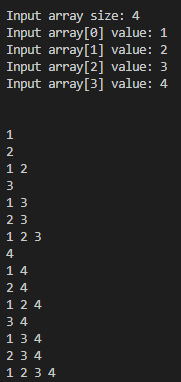 Input array size: 4
Input array[0] value: 1
Input array[1] value: 2
Input array[2] value: 3
Input array[3] value: 4
1
2
1 2
3
1 3
2 3
1 2 3
4
1 4
2 4
1 2 4
3 4
1 3 4
2 3 4
1 2 3 4